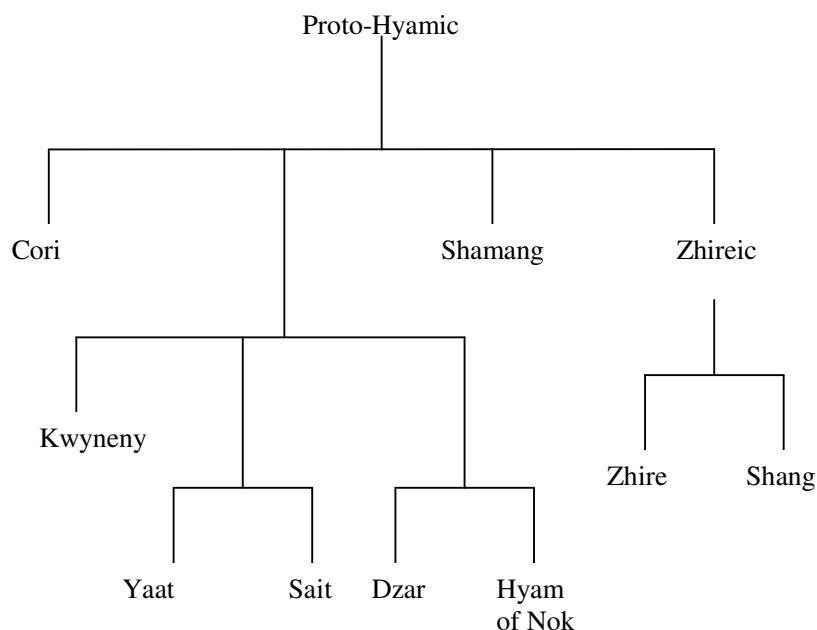 Proto-Hyamic
Cori
Shamang
Zhireic
Kwyneny
Zhire
Shang
Yaat
Sait
Dzar
Hyam
of Nok